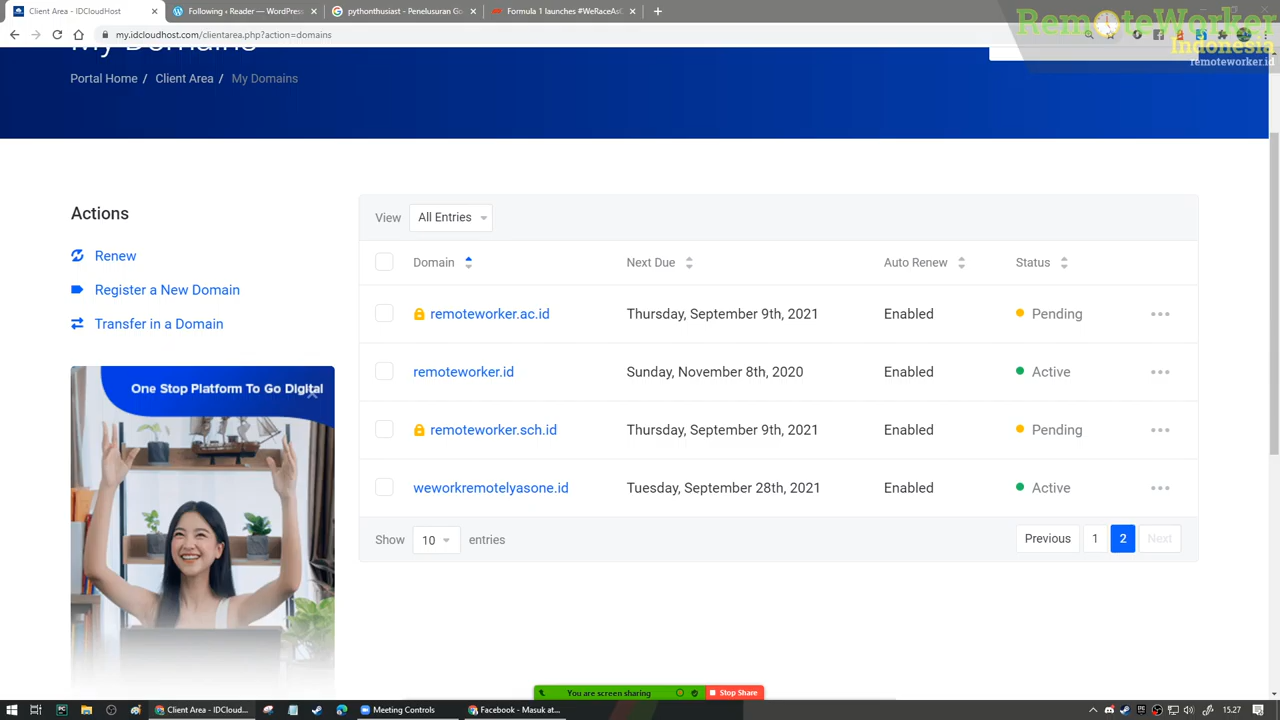 Client Area - IDCloudHost
Following ‹ Reader — WordPress
pythonthusiast - Penelusuran Go
Formula 1 launches #WeRaceAsC
my.idcloudhost.com/clientarea.php?action=domains
RemoteWorker
Indonesia
remoteworker.id
My Domains
Portal Home / Client Area / My Domains
Actions
Renew
Register a New Domain
Transfer in a Domain
One Stop Platform To Go Digital
View All Entries
Domain Next Due Auto Renew Status
remoteworker.ac.id Thursday, September 9th, 2021 Enabled Pending
remoteworker.id Sunday, November 8th, 2020 Enabled Active
remoteworker.sch.id Thursday, September 9th, 2021 Enabled Pending
weworkremotelyasone.id Tuesday, September 28th, 2021 Enabled Active
Show 10 entries
Previous 1 2 Next
You are screen sharing Stop Share
Client Area - IDCloud...
Meeting Controls
Facebook - Masuk at...
15.27